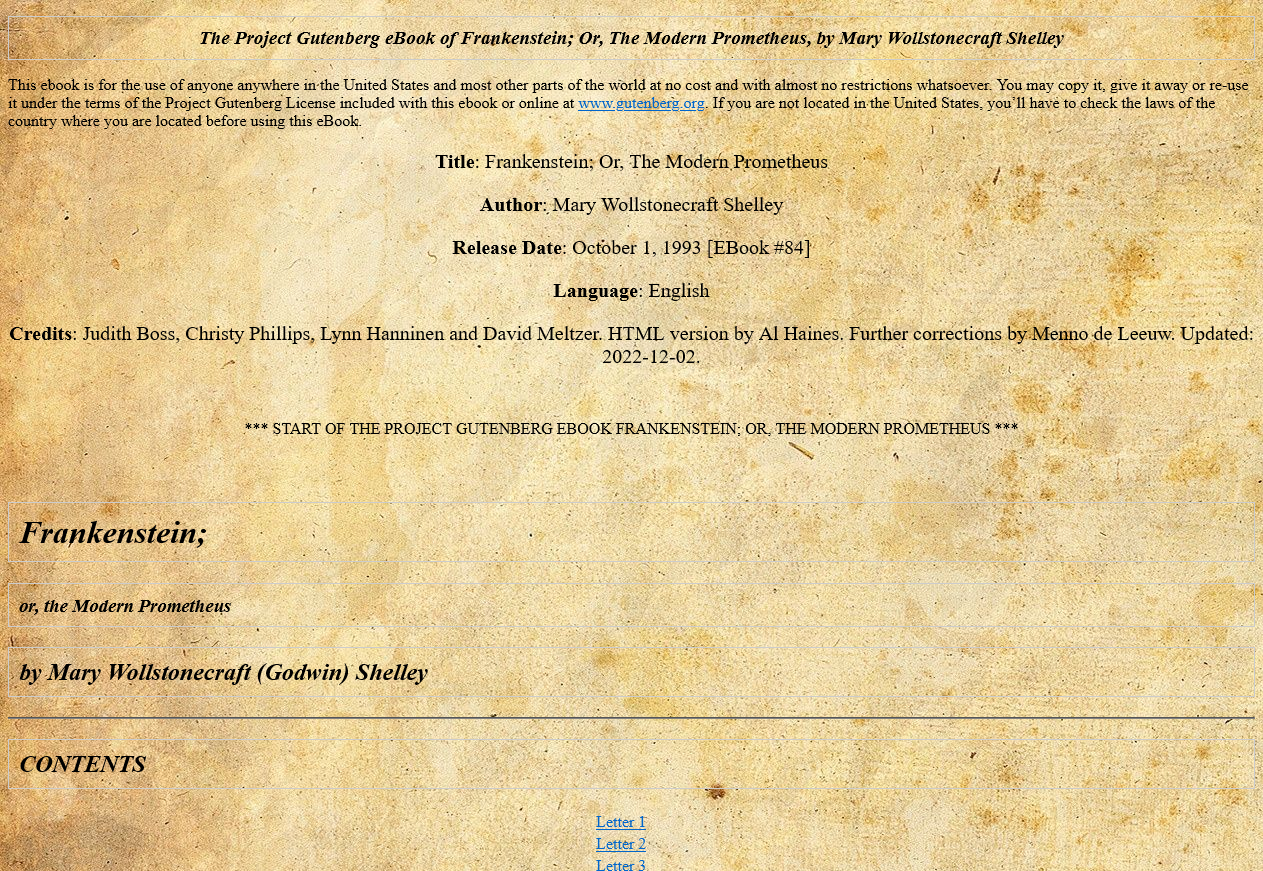 The Project Gutenberg eBook of Frankenstein; Or, The Modern Prometheus, by Mary Wollstonecraft Shelley
This ebook is for the use of anyone anywhere in the United States and most other parts of the world at no cost and with almost no restrictions whatsoever. You may copy it, give it away or re-use
it under the terms of the Project Gutenberg License included with this ebook or online at www.gutenberg.org. If you are not located in the United States, you’ll have to check the laws of the
country where you are located before using this eBook.
Title: Frankenstein; Or, The Modern Prometheus
Author: Mary Wollstonecraft Shelley
Release Date: October 1, 1993 [EBook #84]
Language: English
Credits: Judith Boss, Christy Phillips, Lynn Hanninen and David Meltzer. HTML version by Al Haines. Further corrections by Menno de Leeuw. Updated:
2022-12-02.
*** START OF THE PROJECT GUTENBERG EBOOK FRANKENSTEIN; OR, THE MODERN PROMETHEUS ***
Frankenstein;
or, the Modern Prometheus
by Mary Wollstonecraft (Godwin) Shelley
CONTENTS
Letter 1
Letter 2
Letter 3